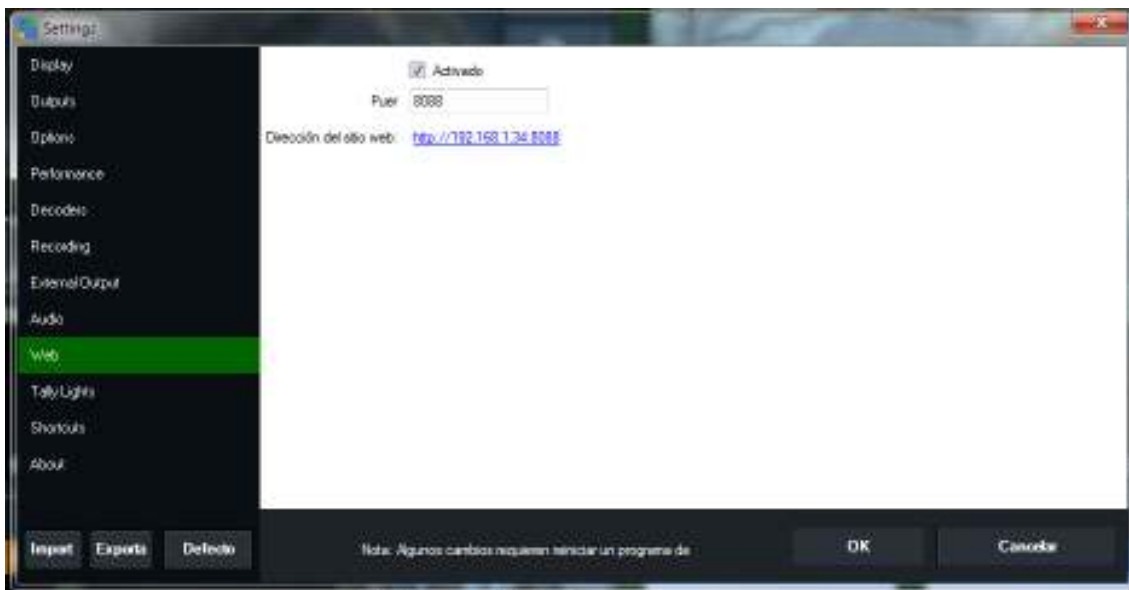 Settings
Display
Outputs
Options
Performance
Decoders
Recording
External Output
Audio
Web
Tally Lights
Shortcuts
About
Activado
Puer 8088
Dirección del sitio web: http://192.168.1.34:8088
Import Exporta Defecto
Nota: Algunos cambios requieren reiniciar un programa de
OK Cancelar